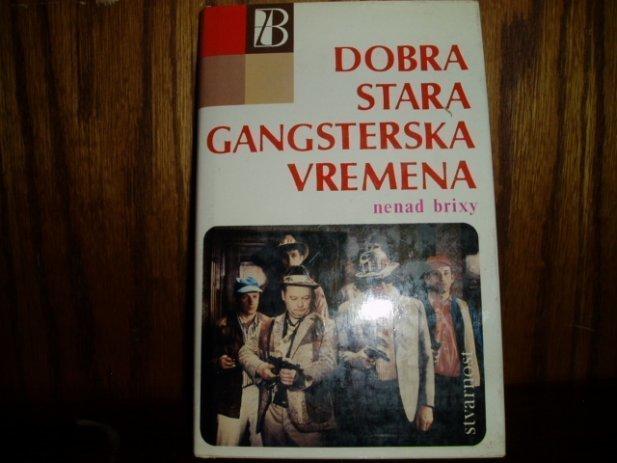 B
DOBRA
STARA
GANGSTERSKA
VREMENA
nenad brixy
stvarnost